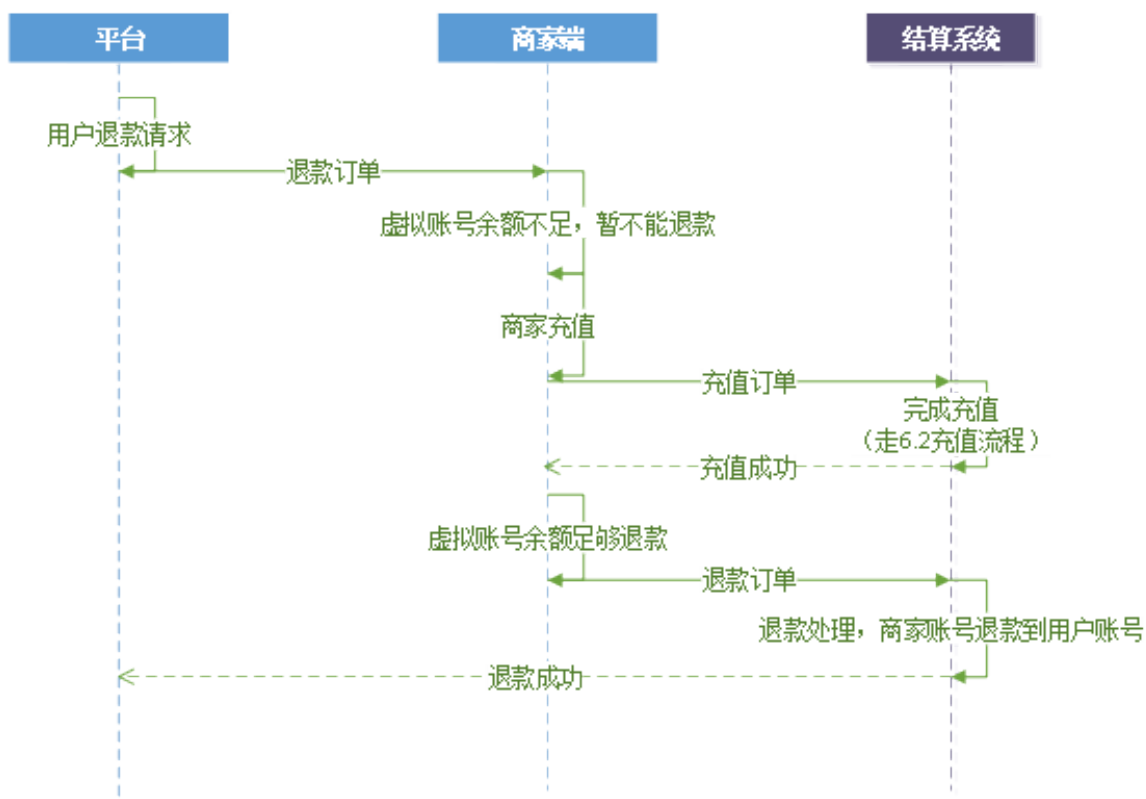 平台
商家端
结算系统
用户退款请求
退款订单
虚拟账号余额不足，暂不能退款
商家充值
充值订单
完成充值
（走6.2充值流程）
充值成功
虚拟账号余额足够退款
退款订单
退款处理，商家账号退款到用户账号
退款成功